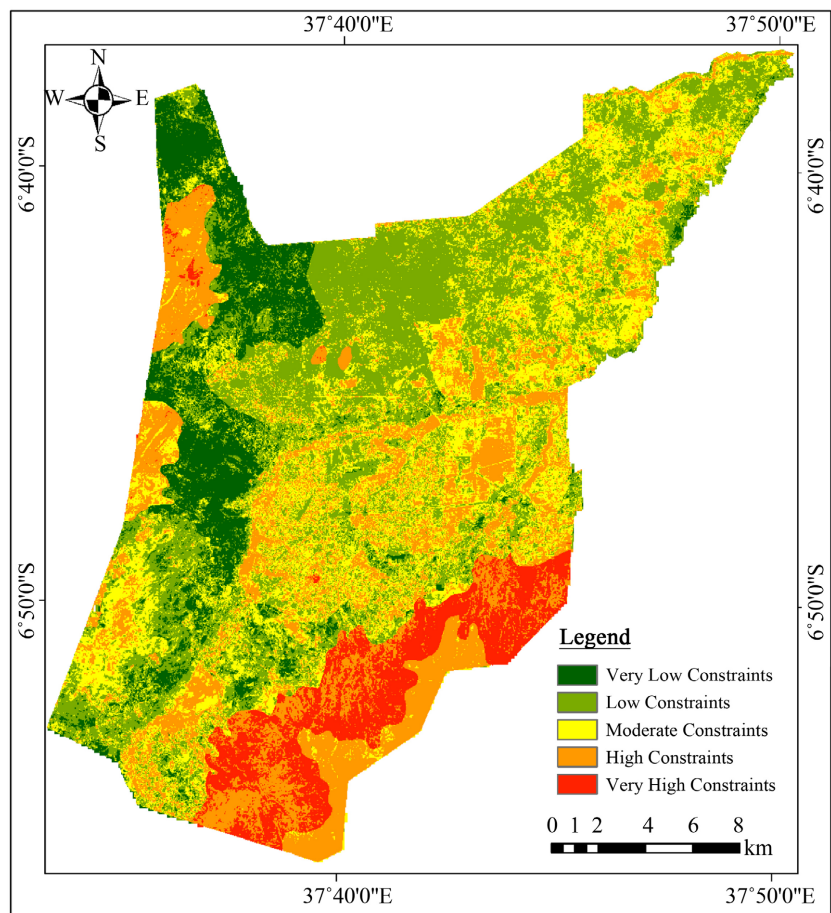 37°40'0"E 37°50'0"E
N
W E
S
6°40'0"S 6°40'0"S
6°50'0"S 6°50'0"S
Legend
Very Low Constraints
Low Constraints
Moderate Constraints
High Constraints
Very High Constraints
0 1 2 4 6 8
km
37°40'0"E 37°50'0"E